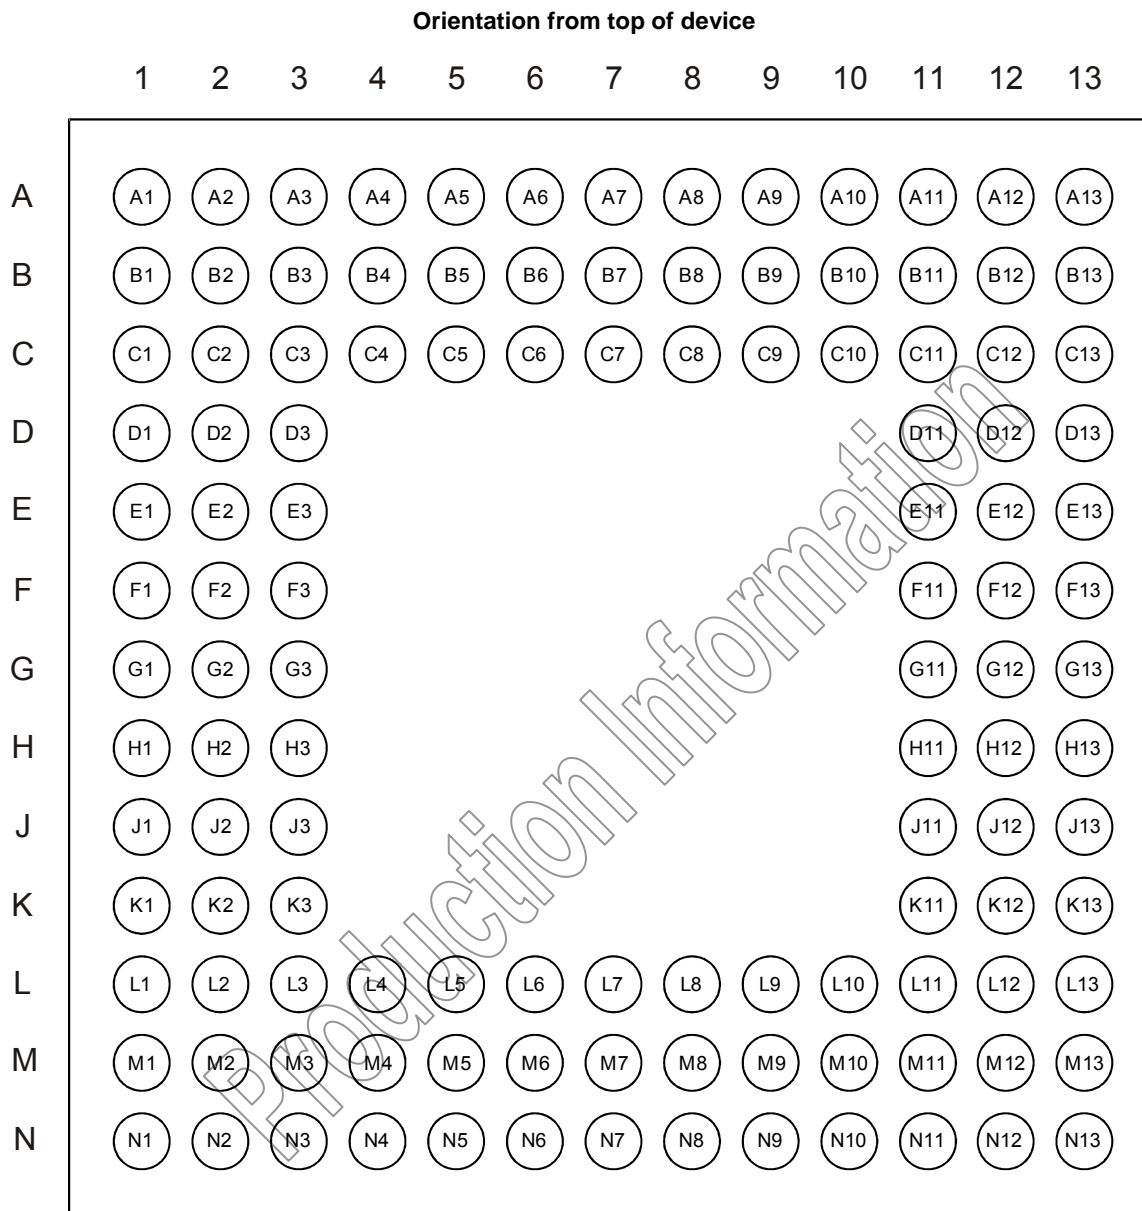 Orientation from top of device
1 2 3 4 5 6 7 8 9 10 11 12 13
A A1 A2 A3 A4 A5 A6 A7 A8 A9 A10 A11 A12 A13
B B1 B2 B3 B4 B5 B6 B7 B8 B9 B10 B11 B12 B13
C C1 C2 C3 C4 C5 C6 C7 C8 C9 C10 C11 C12 C13
D D1 D2 D3 D11 D12 D13
E E1 E2 E3 E11 E12 E13
F F1 F2 F3 F11 F12 F13
G G1 G2 G3 G11 G12 G13
H H1 H2 H3 H11 H12 H13
J J1 J2 J3 J11 J12 J13
K K1 K2 K3 K11 K12 K13
L L1 L2 L3 L4 L5 L6 L7 L8 L9 L10 L11 L12 L13
M M1 M2 M3 M4 M5 M6 M7 M8 M9 M10 M11 M12 M13
N N1 N2 N3 N4 N5 N6 N7 N8 N9 N10 N11 N12 N13
Production Information